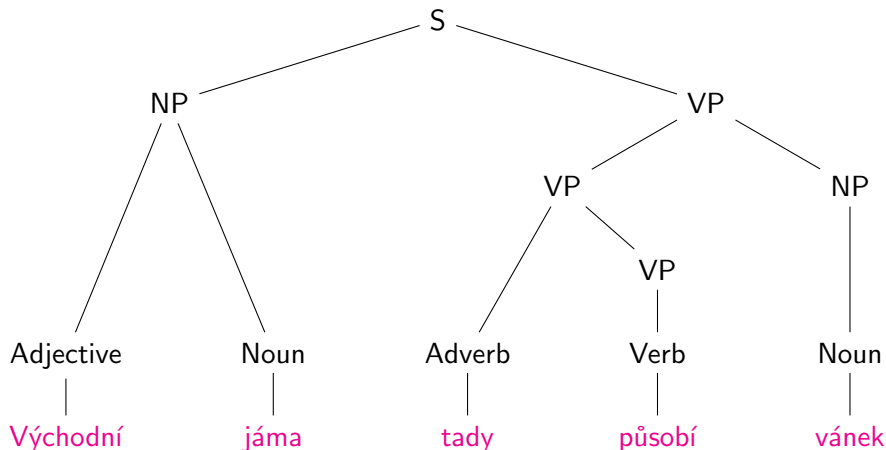 S
NP VP
VP NP
VP
Adjective Noun Adverb Verb Noun
Východní jáma tady působí vánek